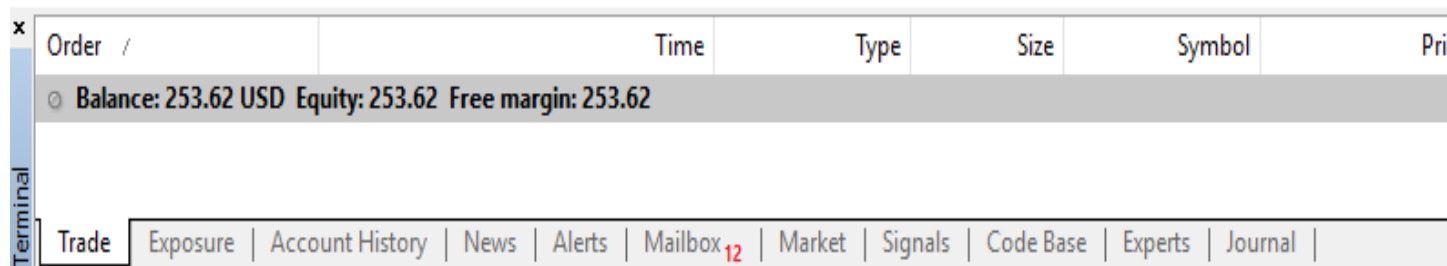 x
Order / Time Type Size Symbol Pri
Balance: 253.62 USD Equity: 253.62 Free margin: 253.62
Terminal
Trade Exposure | Account History | News | Alerts | Mailbox 12 | Market | Signals | Code Base | Experts | Journal |